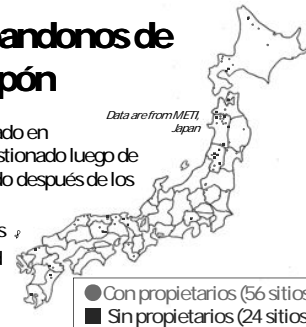 andonos de
pón
Data are from METI,
Japan
ado en
stionado luego de
do después de los
s
d
Con propietarios (56 sitios
Sin propietarios (24 sitios